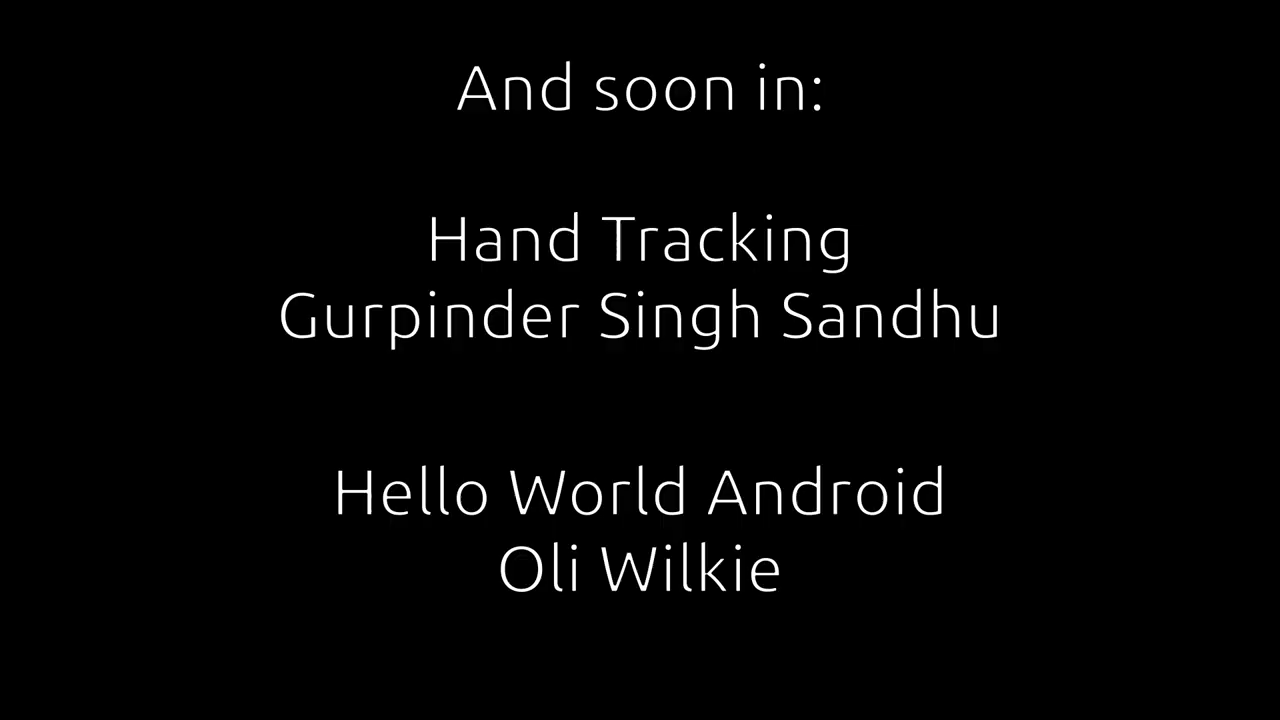 And soon in:
Hand Tracking
Gurpinder Singh Sandhu
Hello World Android
Oli Wilkie